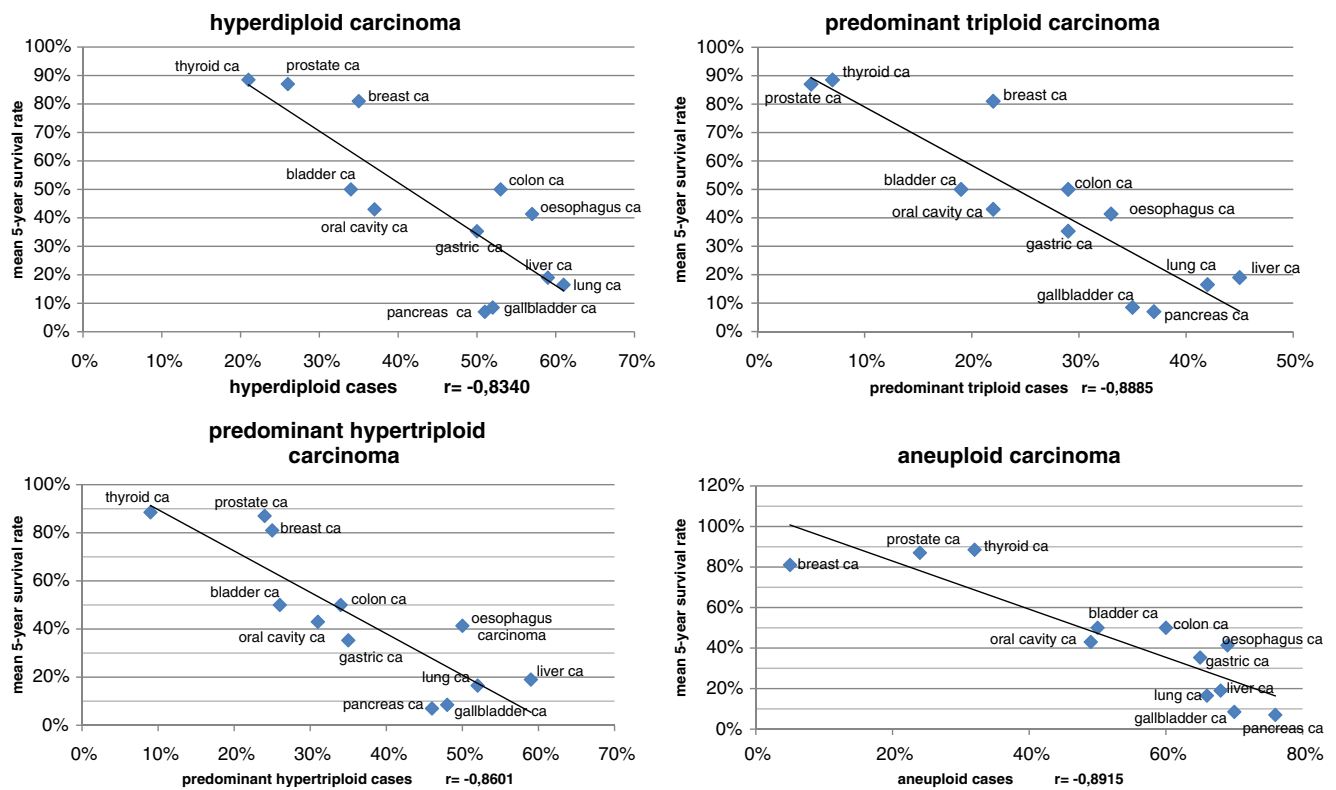 hyperdiploid carcinoma
mean 5-year survival rate
100%
90%
80%
70%
60%
50%
40%
30%
20%
10%
0%
thyroid ca
prostate ca
breast ca
bladder ca
colon ca
oral cavity ca
oesophagus ca
gastric ca
liver ca
lung ca
pancreas ca
gallbladder ca
0% 10% 20% 30% 40% 50% 60% 70%
hyperdiploid cases r= -0,8340
predominant triploid carcinoma
mean 5-year survival rate
100%
90%
80%
70%
60%
50%
40%
30%
20%
10%
0%
thyroid ca
prostate ca
breast ca
bladder ca
colon ca
oral cavity ca
oesophagus ca
gastric ca
lung ca
liver ca
gallbladder ca
pancreas ca
0% 10% 20% 30% 40% 50%
predominant triploid cases r= -0,8885
predominant hypertriploid
carcinoma
mean 5-year survival rate
100%
80%
60%
40%
20%
0%
thyroid ca
prostate ca
breast ca
bladder ca
colon ca
oral cavity ca
oesophagus
carcinoma
gastric ca
lung ca
liver ca
pancreas ca
gallbladder ca
0% 10% 20% 30% 40% 50% 60% 70%
predominant hypertriploid cases r= -0,8601
aneuploid carcinoma
mean 5-year survival rate
120%
100%
80%
60%
40%
20%
0%
prostate ca
thyroid ca
breast ca
bladder ca
colon ca
oral cavity ca
oesophagus ca
gastric ca
lung ca
liver ca
gallbladder ca
pancreas ca
0% 20% 40% 60% 80%
aneuploid cases r= -0,8915